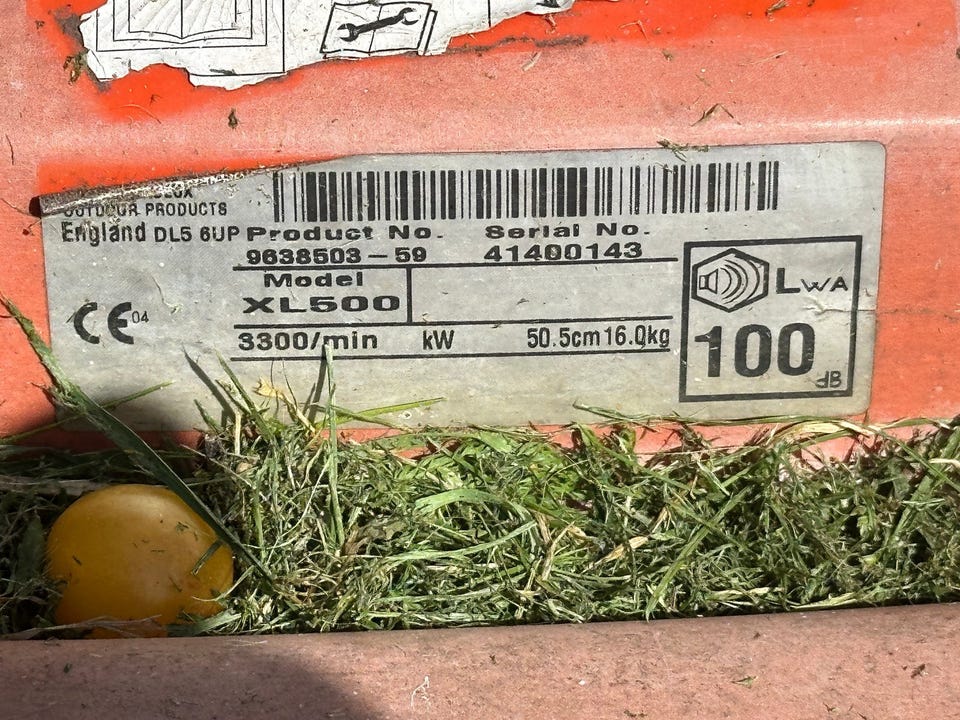 OUTDOOR PRODUCTS
England DL5 6UP
Product No. Serial No.
9638503-59 41400143
Model
XL500
3300/min kW 50.5cm 16.0kg
CE 04
LWA
100
dB